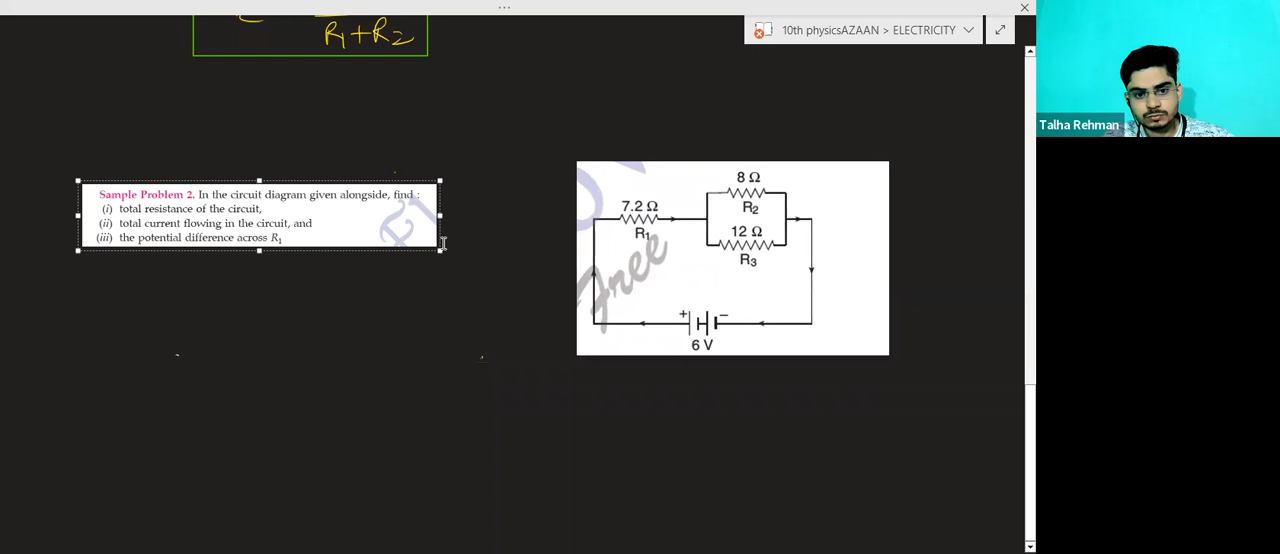 R1+R2
10th physicsAZAAN > ELECTRICITY
Talha Rehman
Sample Problem 2. In the circuit diagram given alongside, find :
(i) total resistance of the circuit,
(ii) total current flowing in the circuit, and
(iii) the potential difference across R1
8 Ω
R2
7.2 Ω
R1
12 Ω
R3
Free
+
−
6 V